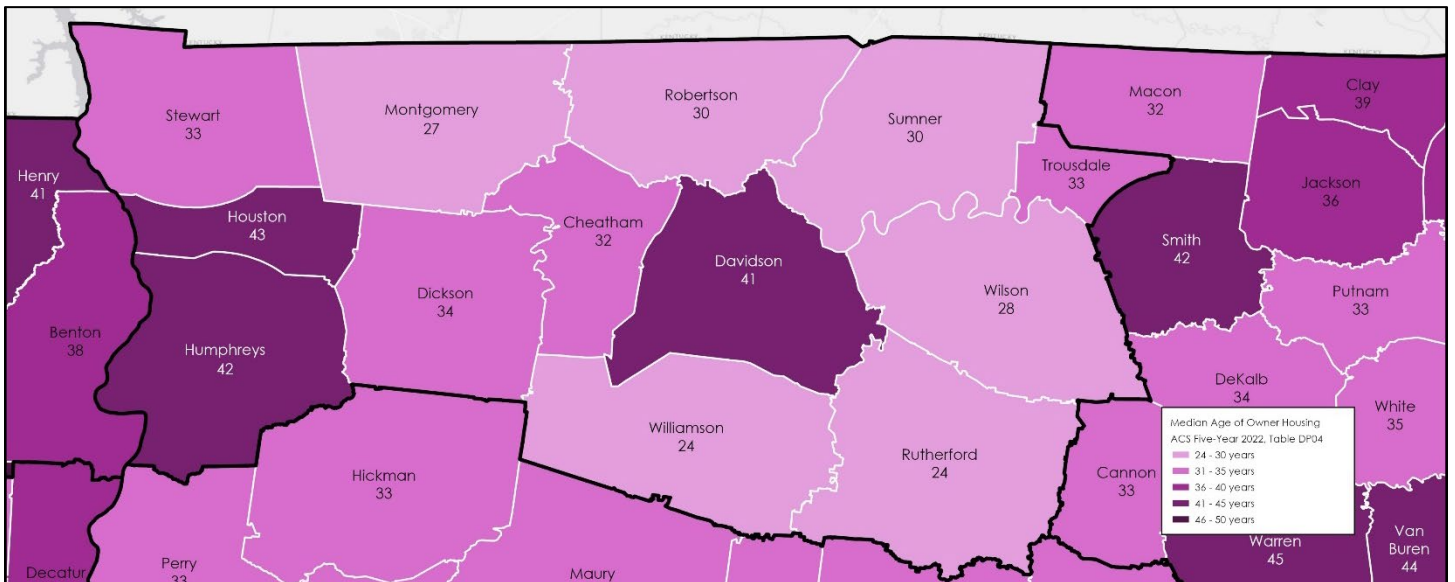 KENTUCKY
KENTUCKY
KENTUCKY
Stewart
33
Montgomery
27
Robertson
30
Sumner
30
Macon
32
Clay
39
Henry
41
Houston
43
Cheatham
32
Trousdale
33
Jackson
36
Davidson
41
Smith
42
Dickson
34
Wilson
28
Putnam
33
Benton
38
Humphreys
42
DeKalb
34
White
35
Williamson
24
Rutherford
24
Hickman
33
Cannon
33
Median Age of Owner Housing
ACS Five-Year 2022, Table DP04
24 - 30 years
31 - 35 years
36 - 40 years
41 - 45 years
46 - 50 years
Warren
45
Van
Buren
44
Decatur
Perry
33
Maury